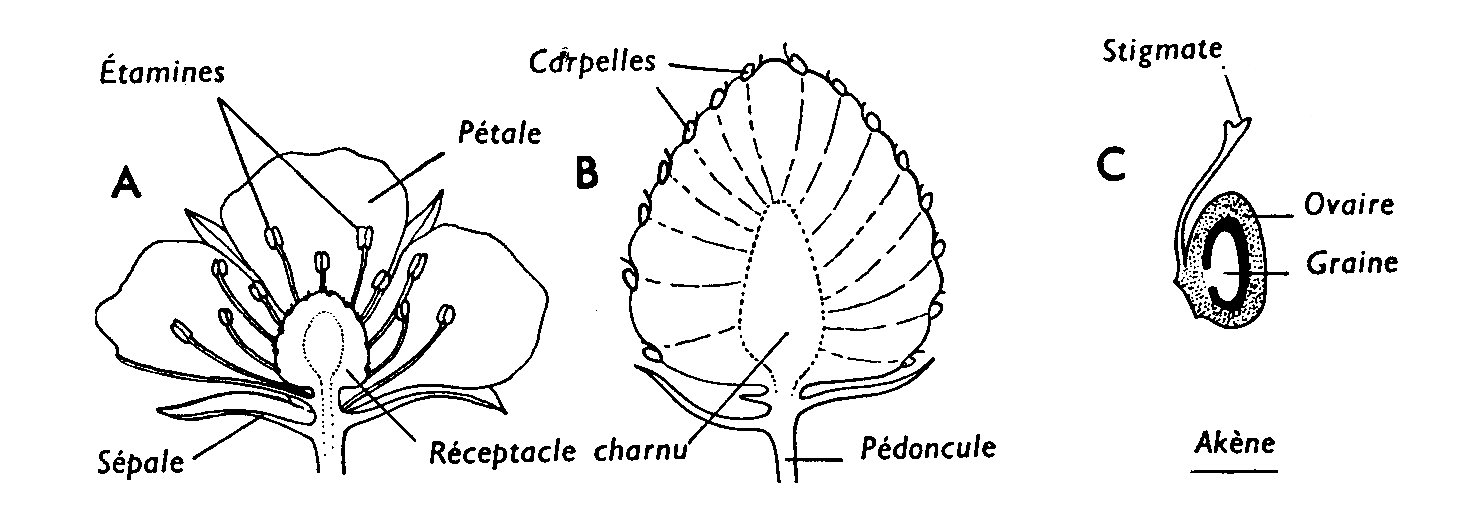 Étamines
Pétale
A
Sépale
Réceptacle charnu
Carpelles
B
Pédoncule
Stigmate
C
Ovaire
Graine
Akène